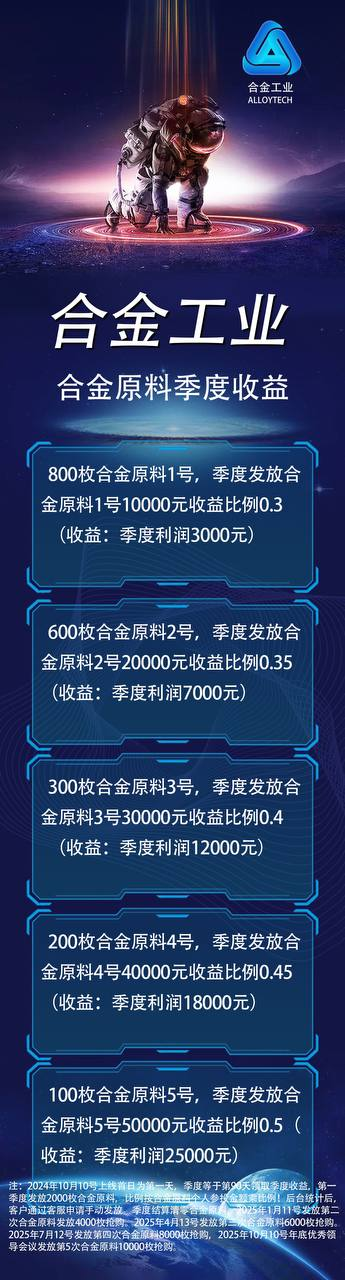 合金工业
ALLOYTECH
合金工业
合金原料季度收益
800枚合金原料1号，季度发放合
金原料1号10000元收益比例0.3
（收益：季度利润3000元）
600枚合金原料2号，季度发放合
金原料2号20000元收益比例0.35
（收益：季度利润7000元）
300枚合金原料3号，季度发放合
金原料3号30000元收益比例0.4
（收益：季度利润12000元）
200枚合金原料4号，季度发放合
金原料4号40000元收益比例0.45
（收益：季度利润18000元）
100枚合金原料5号，季度发放合
金原料5号50000元收益比例0.5（
收益：季度利润25000元）
注：2024年10月10号上线首日为第一天，季度等于第90天领取季度收益，第一
季度发放2000枚合金原料，比例按合金原料个人参投金额索比例！后台统计后，
客户通过客服申请手动发放。季度结算清零合金原料，2025年1月11号发放第二
次合金原料发放4000枚抢购。2025年4月13号发放第三次合金原料6000枚抢购。
2025年7月12号发放第四次合金原料8000枚抢购，2025年10月10号年底优秀领
导会议发放第5次合金原料10000枚抢购。